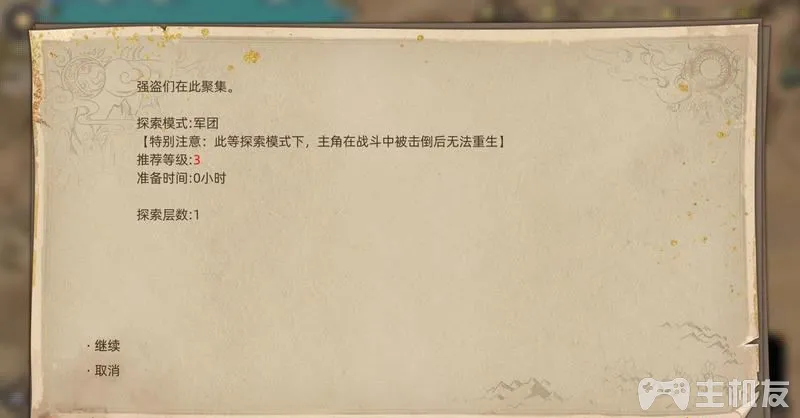 强盗们在此聚集。
探索模式:军团
【特别注意：此等探索模式下，主角在战斗中被击倒后无法重生】
推荐等级:3
准备时间:0小时
探索层数:1
· 继续
· 取消
主机友